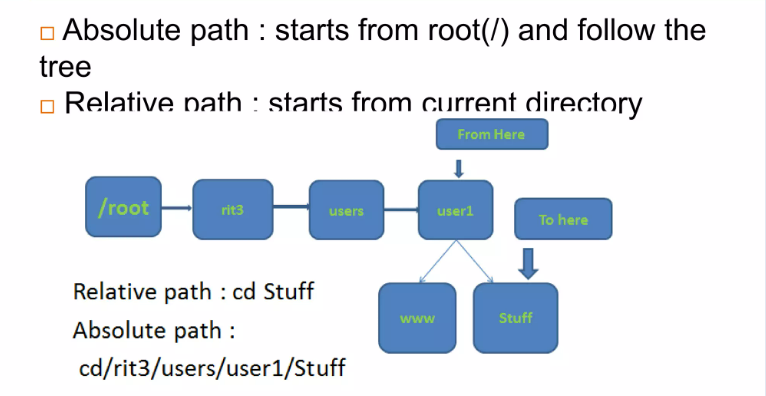 Absolute path : starts from root(/) and follow the
tree
Relative path : starts from current directory
From Here
/root
rit3
users
user1
To here
Relative path : cd Stuff
www
Stuff
Absolute path :
cd/rit3/users/user1/Stuff